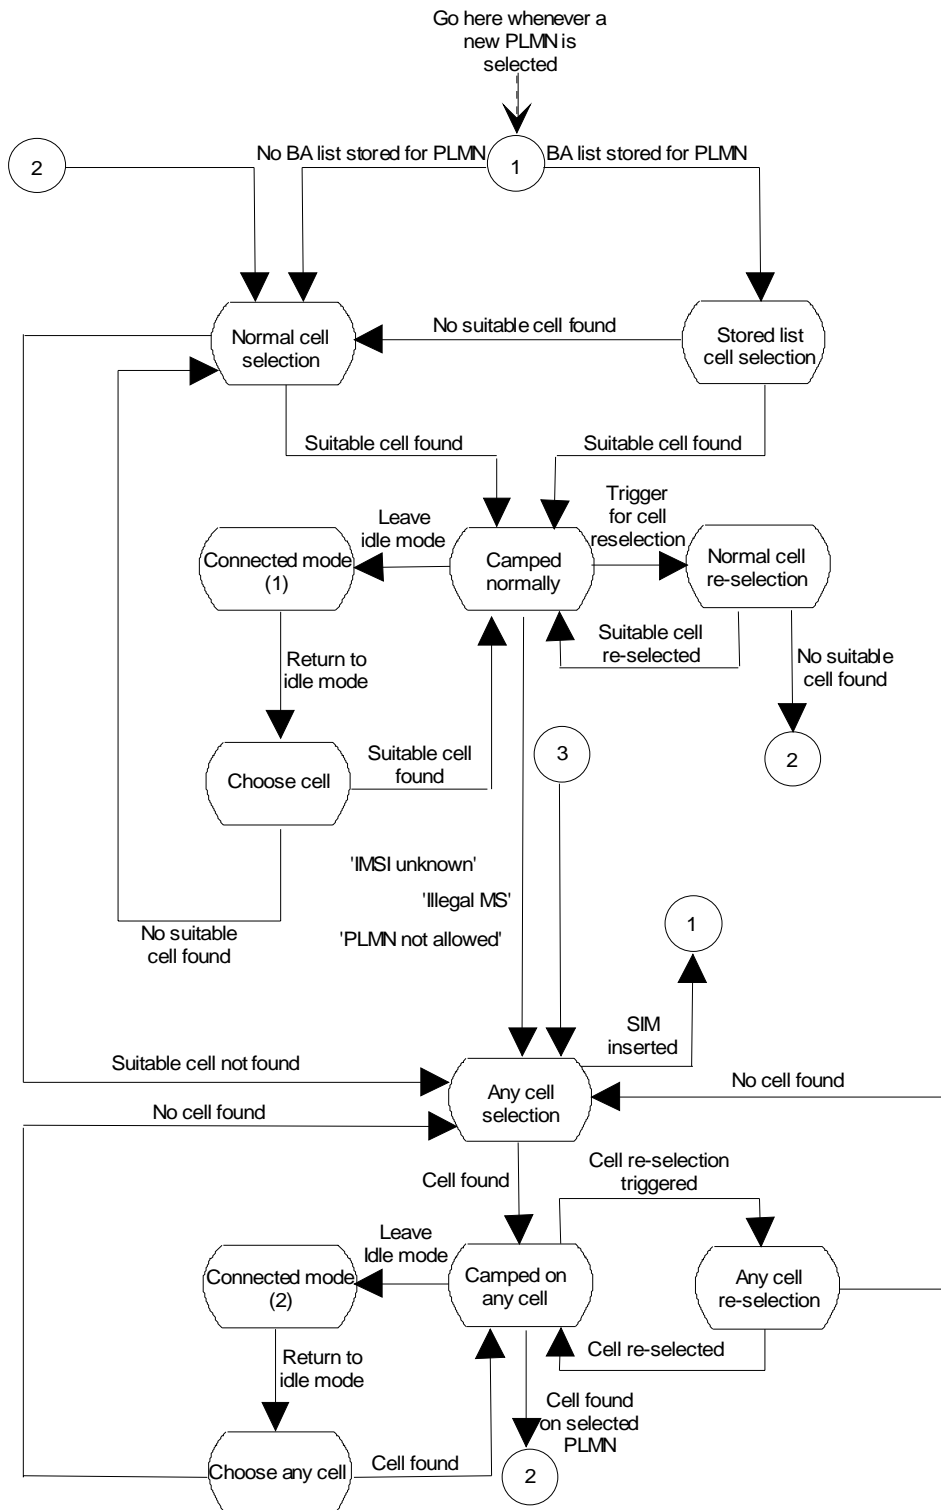 Go here whenever a
new PLMN is
selected
2
No BA list stored for PLMN
1
BA list stored for PLMN
Normal cell
selection
No suitable cell found
Stored list
cell selection
Suitable cell found
Suitable cell found
Leave
idle mode
Trigger
for cell
reselection
Connected mode
(1)
Camped
normally
Normal cell
re-selection
Return to
idle mode
Suitable cell
re-selected
No suitable
cell found
Choose cell
Suitable cell
found
3
2
'IMSI unknown'
'Illegal MS'
'PLMN not allowed'
No suitable
cell found
1
SIM
inserted
Suitable cell not found
Any cell
selection
No cell found
No cell found
Cell found
Cell re-selection
triggered
Leave
Idle mode
Connected mode
(2)
Camped on
any cell
Any cell
re-selection
Return to
idle mode
Cell re-selected
Cell found
on selected
PLMN
Choose any cell
Cell found
2